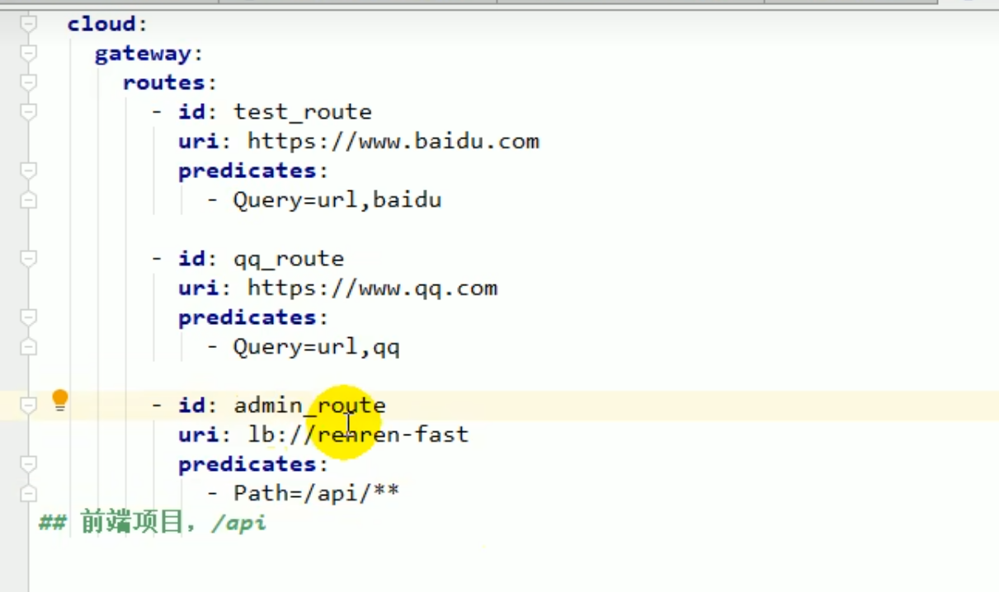 cloud:
gateway:
routes:
- id: test_route
uri: https://www.baidu.com
predicates:
- Query=url,baidu
- id: qq_route
uri: https://www.qq.com
predicates:
- Query=url,qq
- id: admin_route
uri: lb://renren-fast
predicates:
- Path=/api/**
## 前端项目，/api